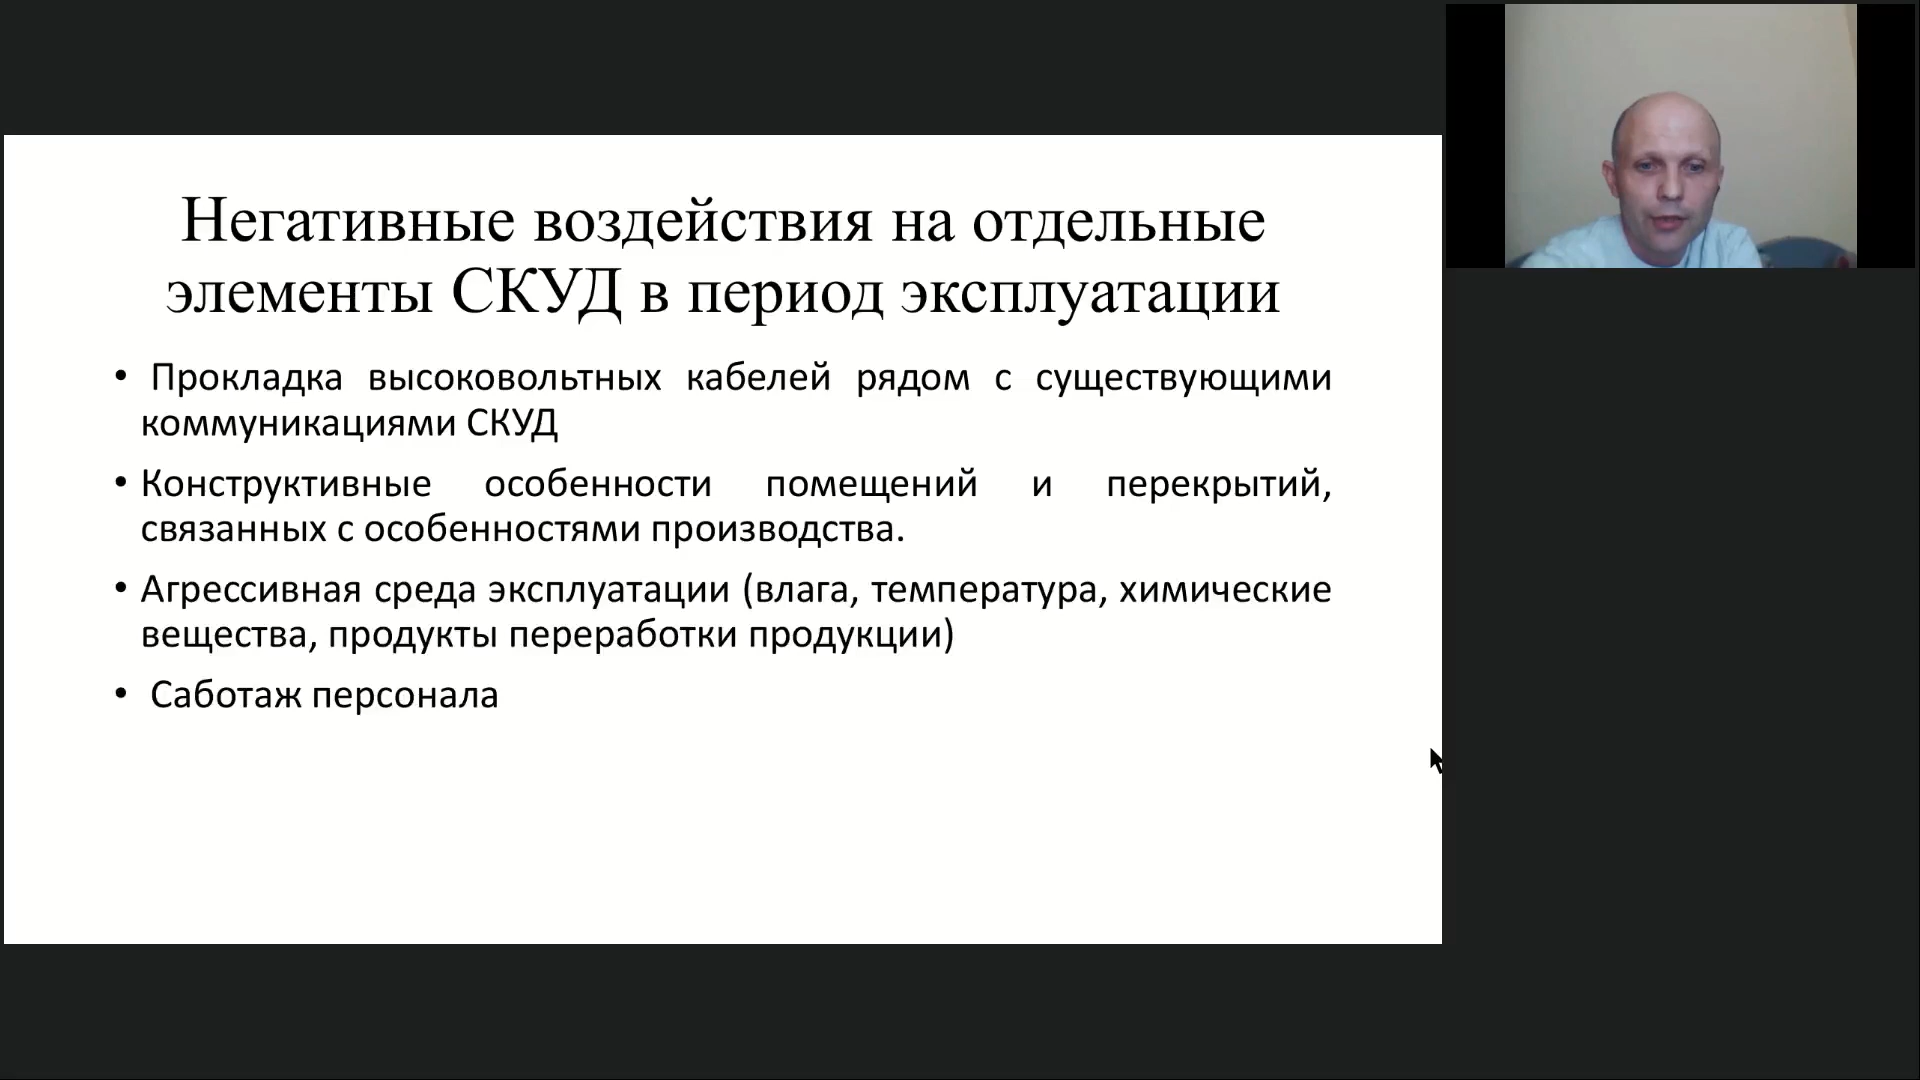 Негативные воздействия на отдельные
элементы СКУД в период эксплуатации
• Прокладка высоковольтных кабелей рядом с существующими
коммуникациями СКУД
• Конструктивные особенности помещений и перекрытий,
связанных с особенностями производства.
• Агрессивная среда эксплуатации (влага, температура, химические
вещества, продукты переработки продукции)
• Саботаж персонала